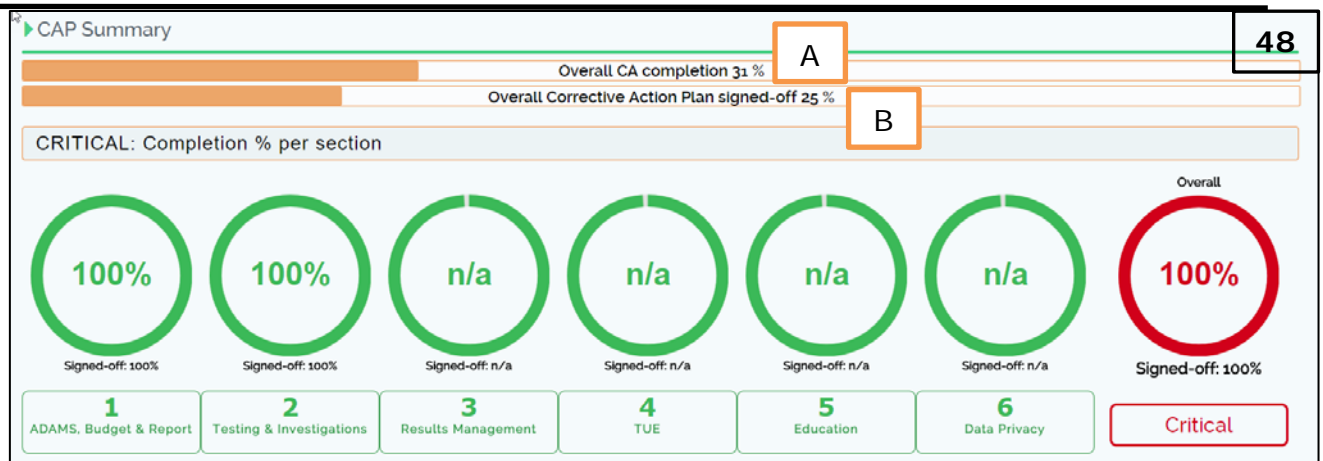 CAP Summary
48
A
Overall CA completion 31 %
Overall Corrective Action Plan signed-off 25 %
B
CRITICAL: Completion % per section
Overall
100%
100%
n/a
n/a
n/a
n/a
100%
Signed-off: 100%
Signed-off: 100%
Signed-off: n/a
Signed-off: n/a
Signed-off: n/a
Signed-off: n/a
Signed-off: 100%
1
2
3
4
5
6
ADAMS, Budget & Report
Testing & Investigations
Results Management
TUE
Education
Data Privacy
Critical